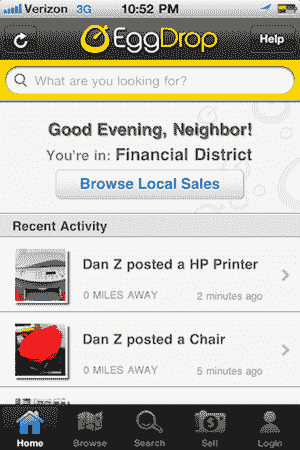 Verizon 3G 10:52 PM
EggDrop Help
What are you looking for?
Good Evening, Neighbor!
You're in: Financial District
Browse Local Sales
Recent Activity
Dan Z posted a HP Printer
0 MILES AWAY 2 minutes ago
Dan Z posted a Chair
0 MILES AWAY 5 minutes ago
Home Browse Search Sell Login